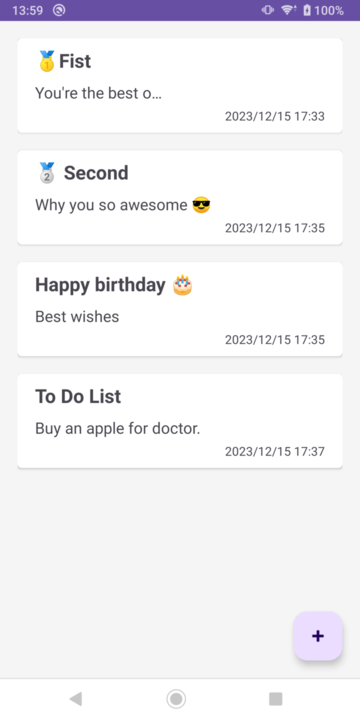 13:59 100%
🥇Fist
You're the best o...
2023/12/15 17:33
🥈 Second
Why you so awesome 😎
2023/12/15 17:35
Happy birthday 🎂
Best wishes
2023/12/15 17:35
To Do List
Buy an apple for doctor.
2023/12/15 17:37
+